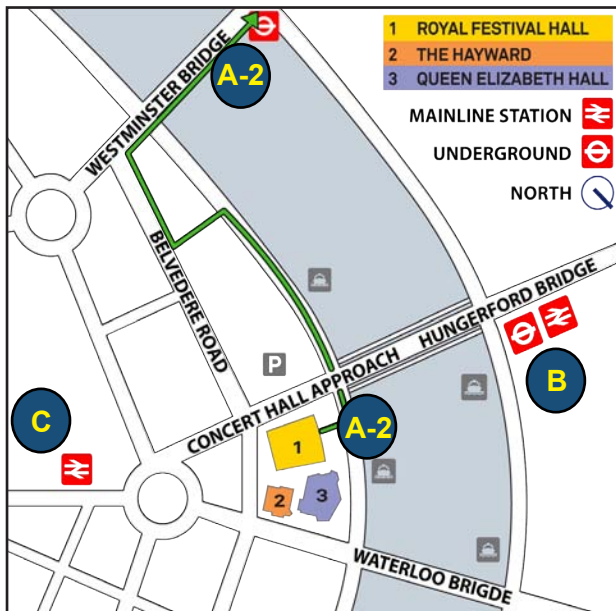 1 ROYAL FESTIVAL HALL
2 THE HAYWARD
3 QUEEN ELIZABETH HALL
MAINLINE STATION
UNDERGROUND
NORTH
A-2
WESTMINSTER BRIDGE
BELVEDERE ROAD
HUNGERFORD BRIDGE
P
CONCERT HALL APPROACH
B
C
A-2
1
2
3
WATERLOO BRIGDE